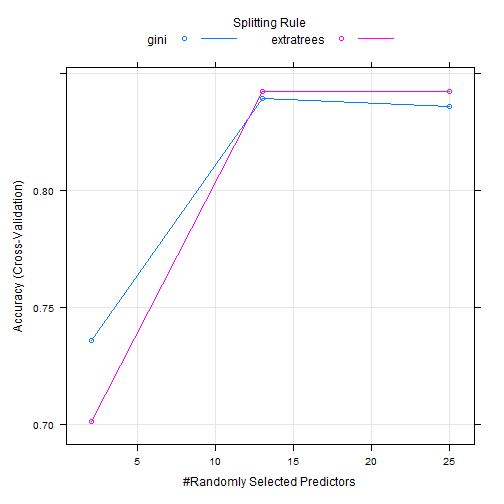 Splitting Rule
gini extratrees
0.80
0.75
0.70
Accuracy (Cross-Validation)
5 10 15 20 25
#Randomly Selected Predictors